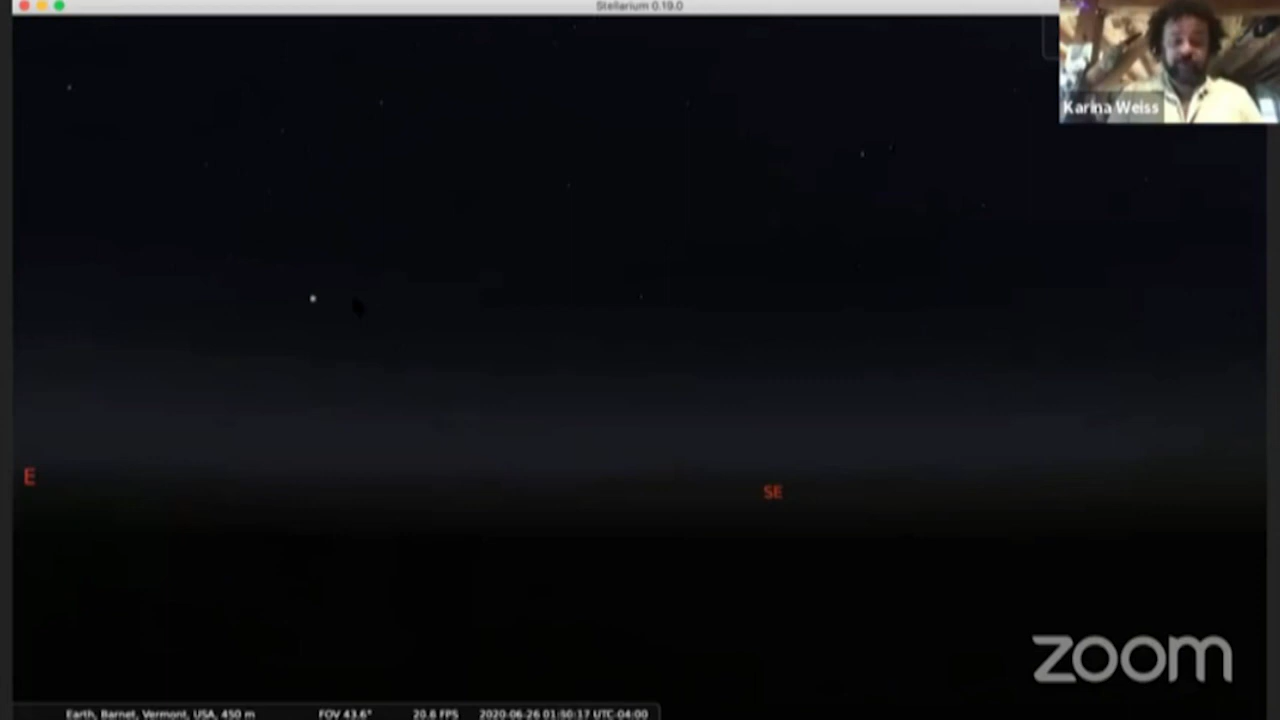 Stellarium 0.19.0
Karina Weiss
E
SE
zoom
Earth, Barnet, Vermont, USA, 450 m FOV 43.6° 20.6 FPS 2020-06-26 01:50:17 UTC-04:00